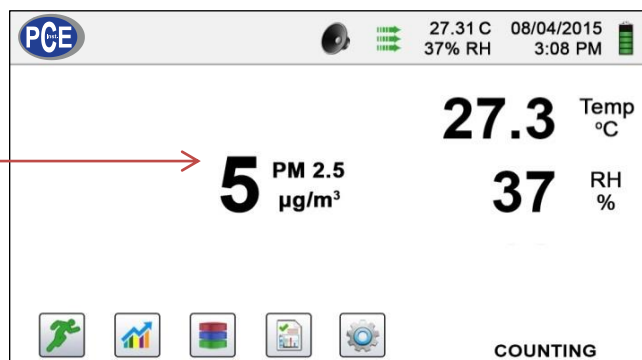 PCE
27.31 C 08/04/2015
37% RH 3:08 PM
27.3 Temp °C
5 PM 2.5 µg/m³
37 RH %
COUNTING